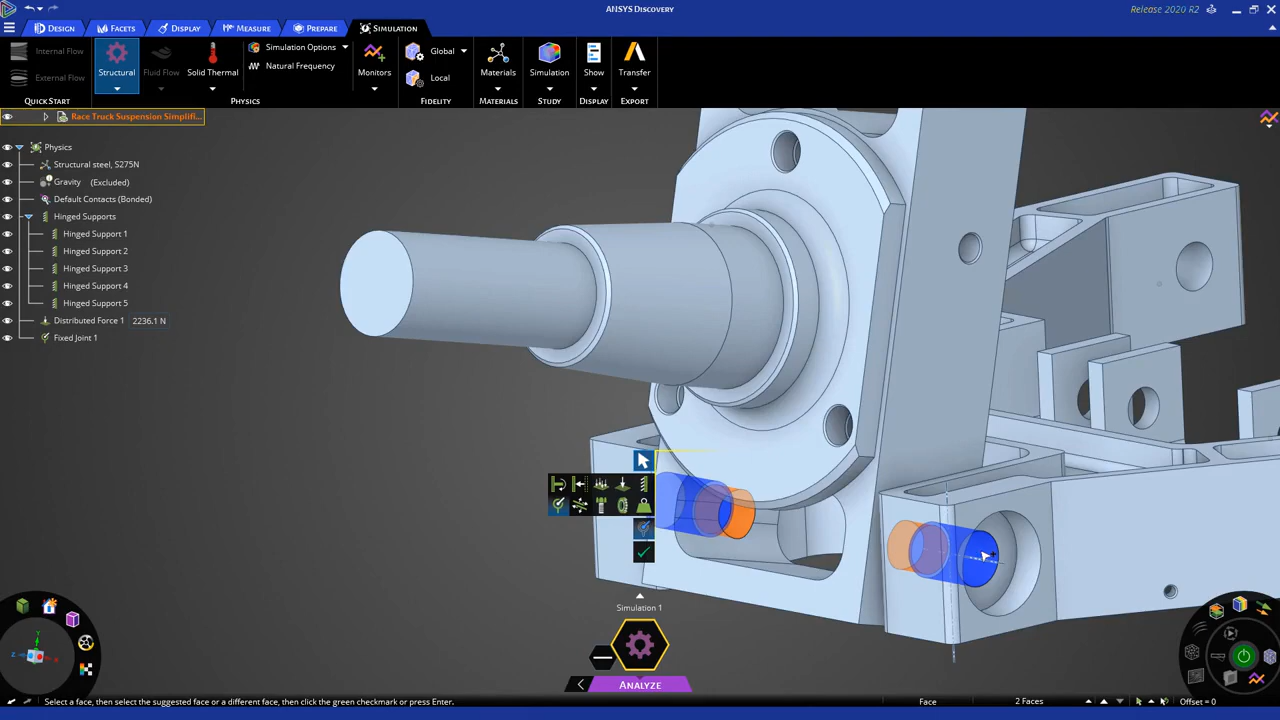 ANSYS Discovery
Release 2020 R2
DESIGN
FACETS
DISPLAY
MEASURE
PREPARE
SIMULATION
Internal Flow
External Flow
QUICK START
Structural
Fluid Flow
Solid Thermal
Simulation Options
Natural Frequency
PHYSICS
Monitors
Global
Local
FIDELITY
Materials
MATERIALS
Simulation
STUDY
Show
DISPLAY
Transfer
EXPORT
Race Truck Suspension Simplifi...
Physics
Structural steel, S275N
Gravity (Excluded)
Default Contacts (Bonded)
Hinged Supports
Hinged Support 1
Hinged Support 2
Hinged Support 3
Hinged Support 4
Hinged Support 5
Distributed Force 1 2236.1 N
Fixed Joint 1
Simulation 1
ANALYZE
Y
Z
X
Select a face, then select the suggested face or a different face, then click the green checkmark or press Enter.
Face
2 Faces
Offset = 0